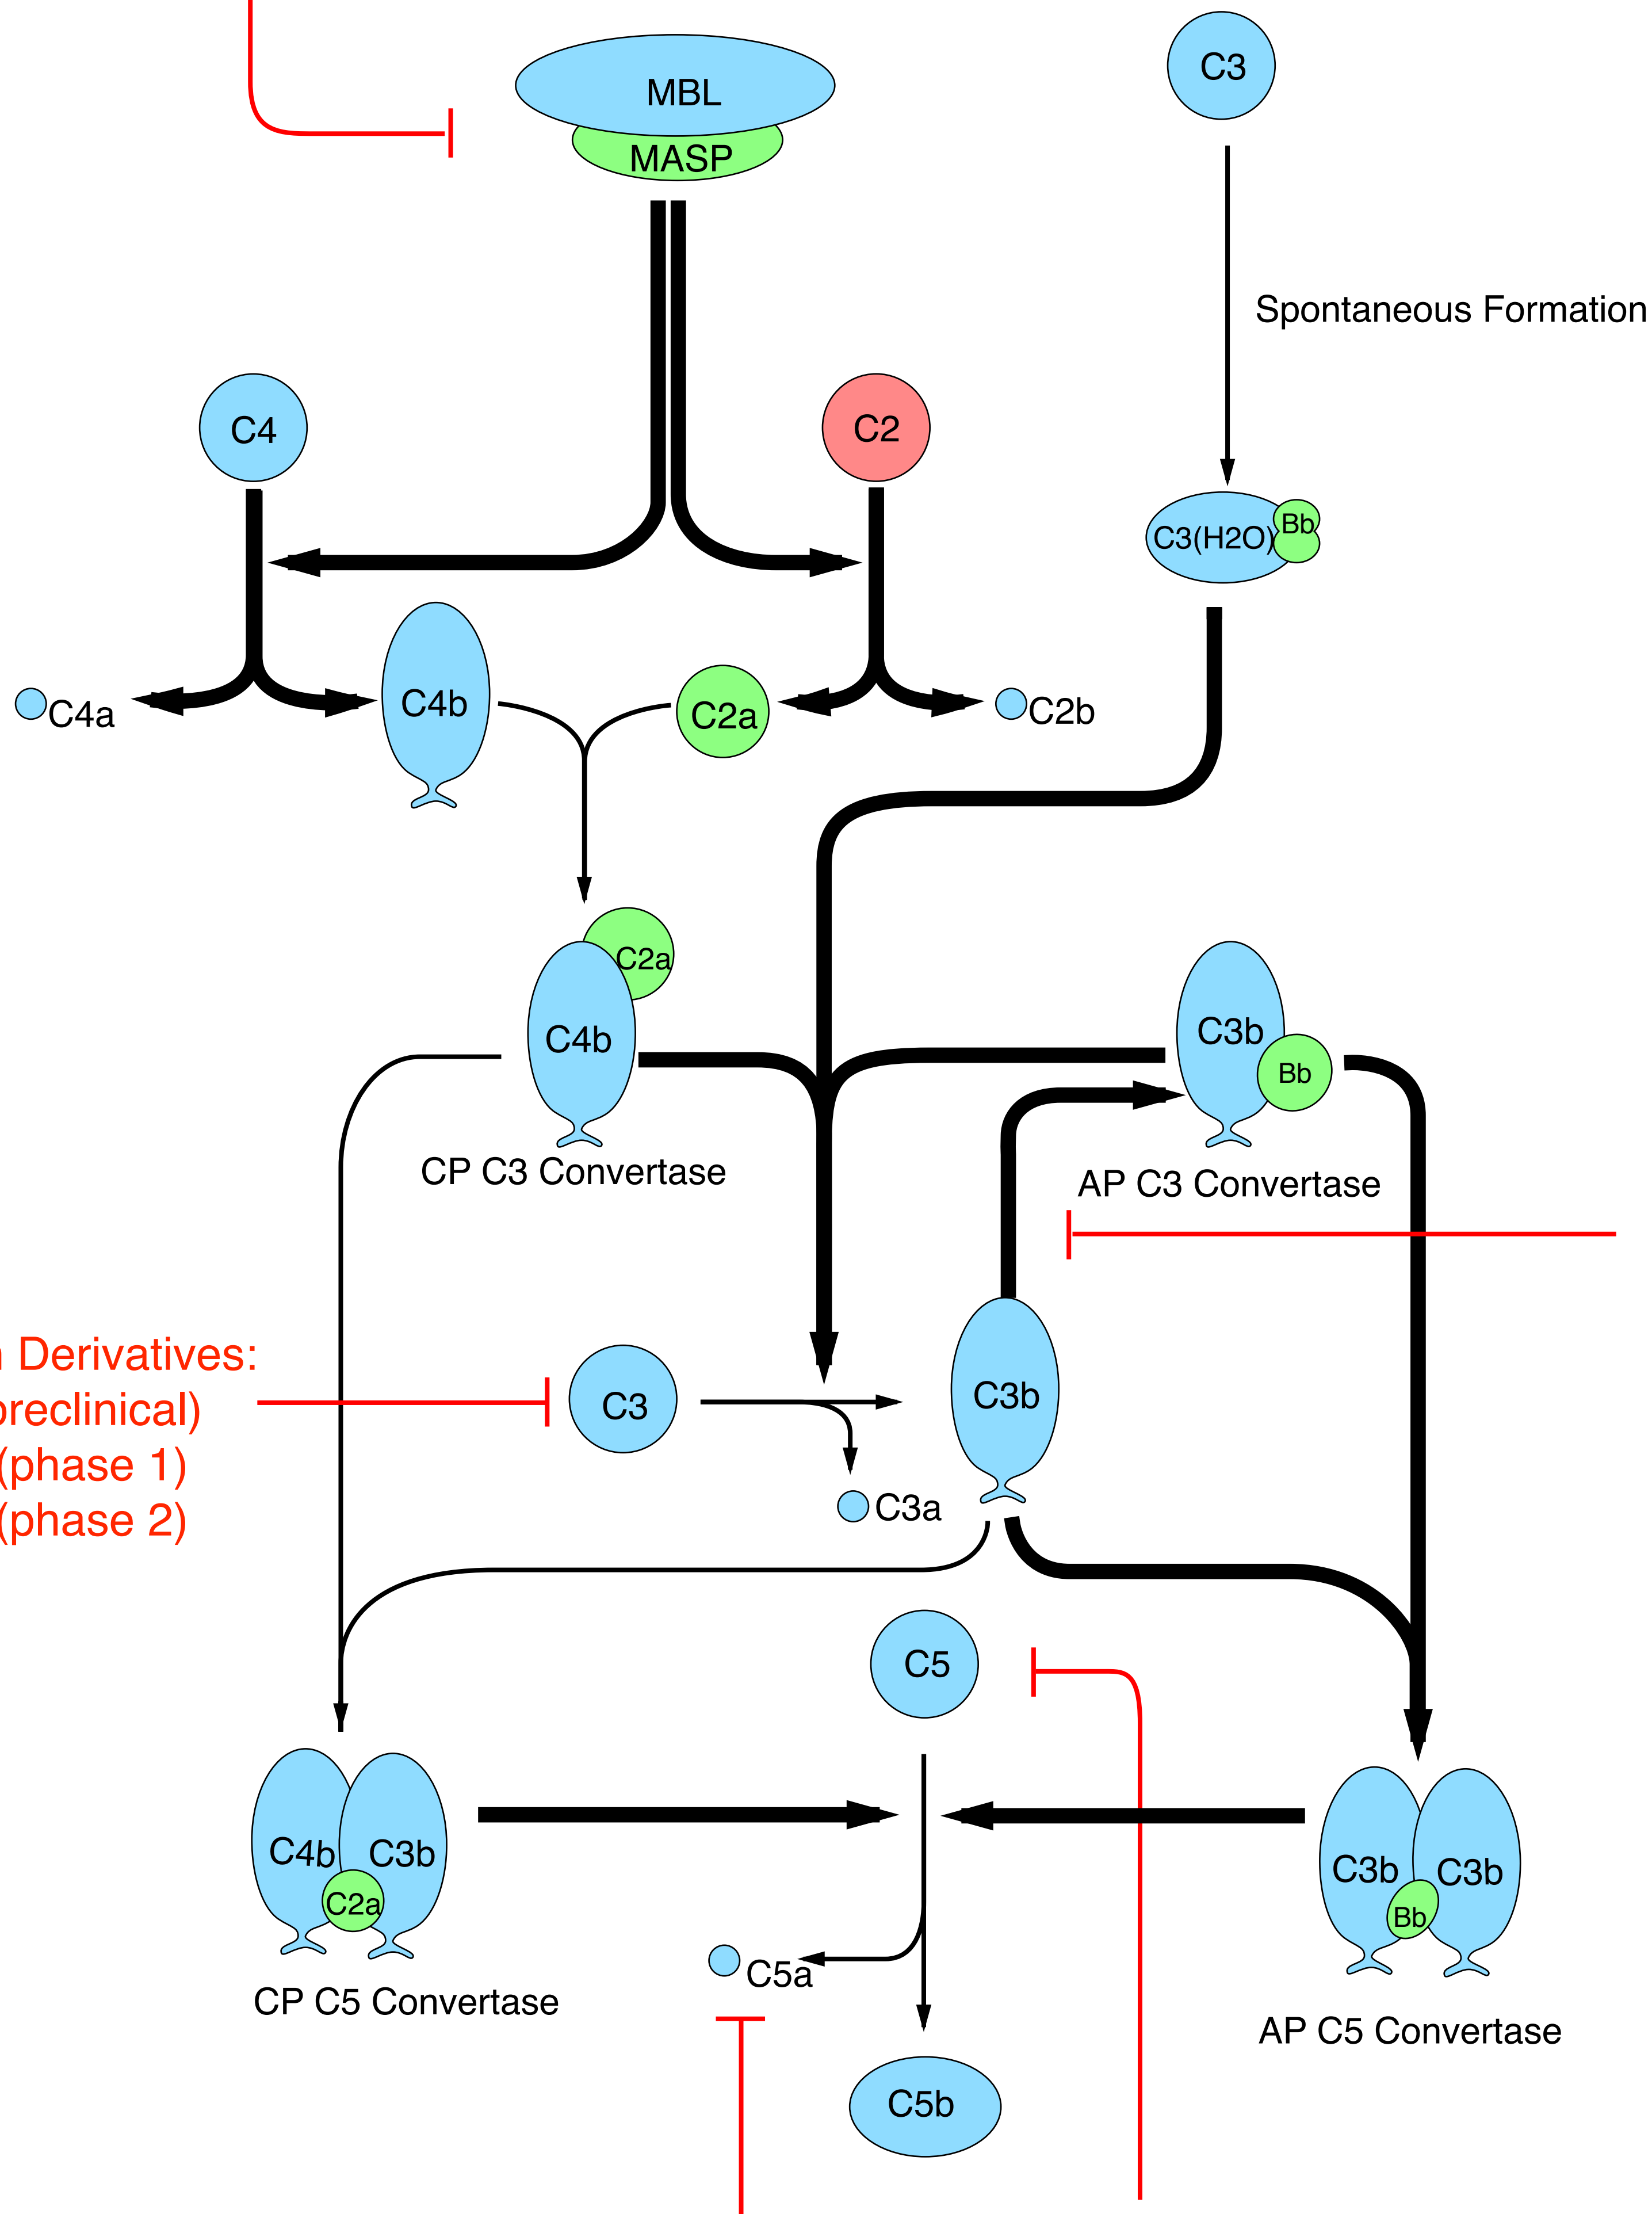 MBL
MASP
C3
Spontaneous Formation
C4
C2
C3(H2O)
Bb
C4a
C4b
C2a
C2b
C2a
C4b
CP C3 Convertase
C3b
Bb
AP C3 Convertase
Derivatives:
(phase 1)
(phase 2)
C3
C3b
C3a
C5
C4b
C3b
C2a
CP C5 Convertase
C3b
C3b
Bb
AP C5 Convertase
C5a
C5b